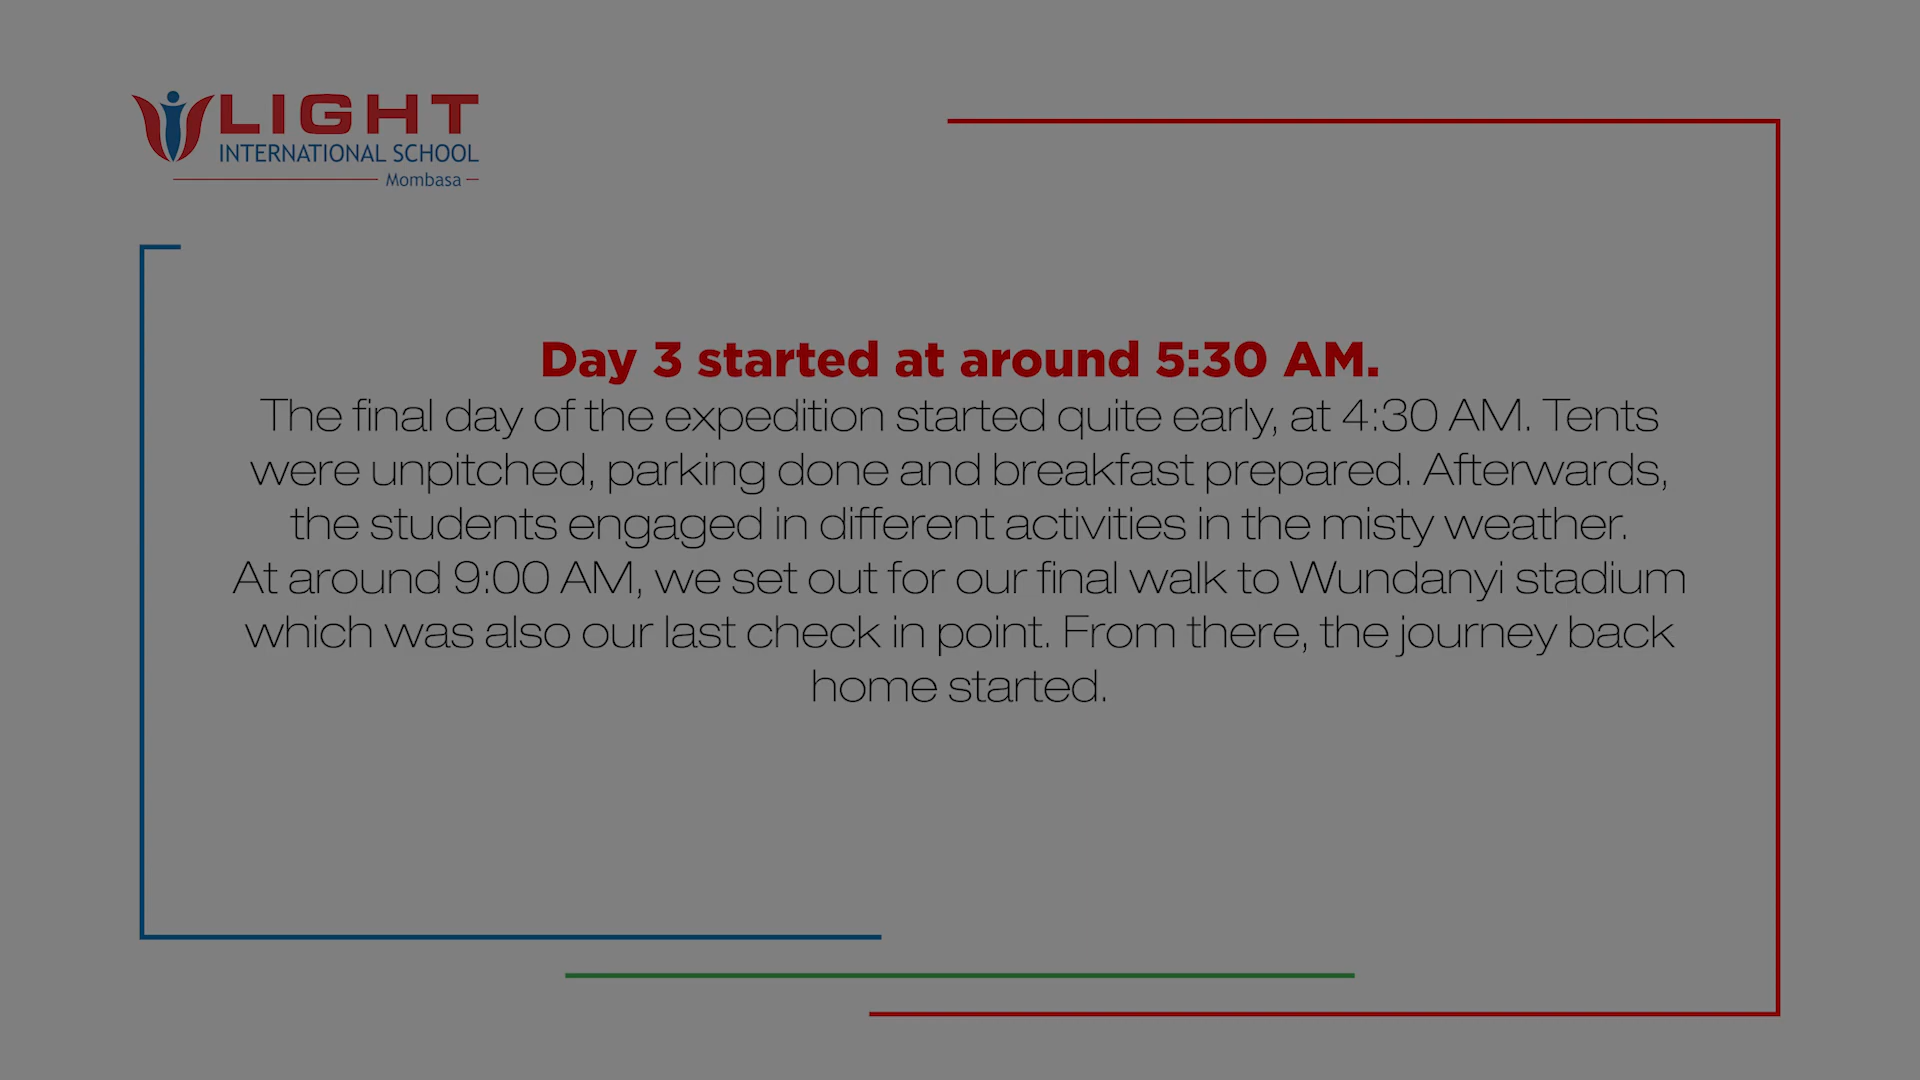 LIGHT
INTERNATIONAL SCHOOL
Mombasa
Day 3 started at around 5:30 AM.
The final day of the expedition started quite early, at 4:30 AM. Tents
were unpitched, parking done and breakfast prepared. Afterwards,
the students engaged in different activities in the misty weather.
At around 9:00 AM, we set out for our final walk to Wundanyi stadium
which was also our last check in point. From there, the journey back
home started.